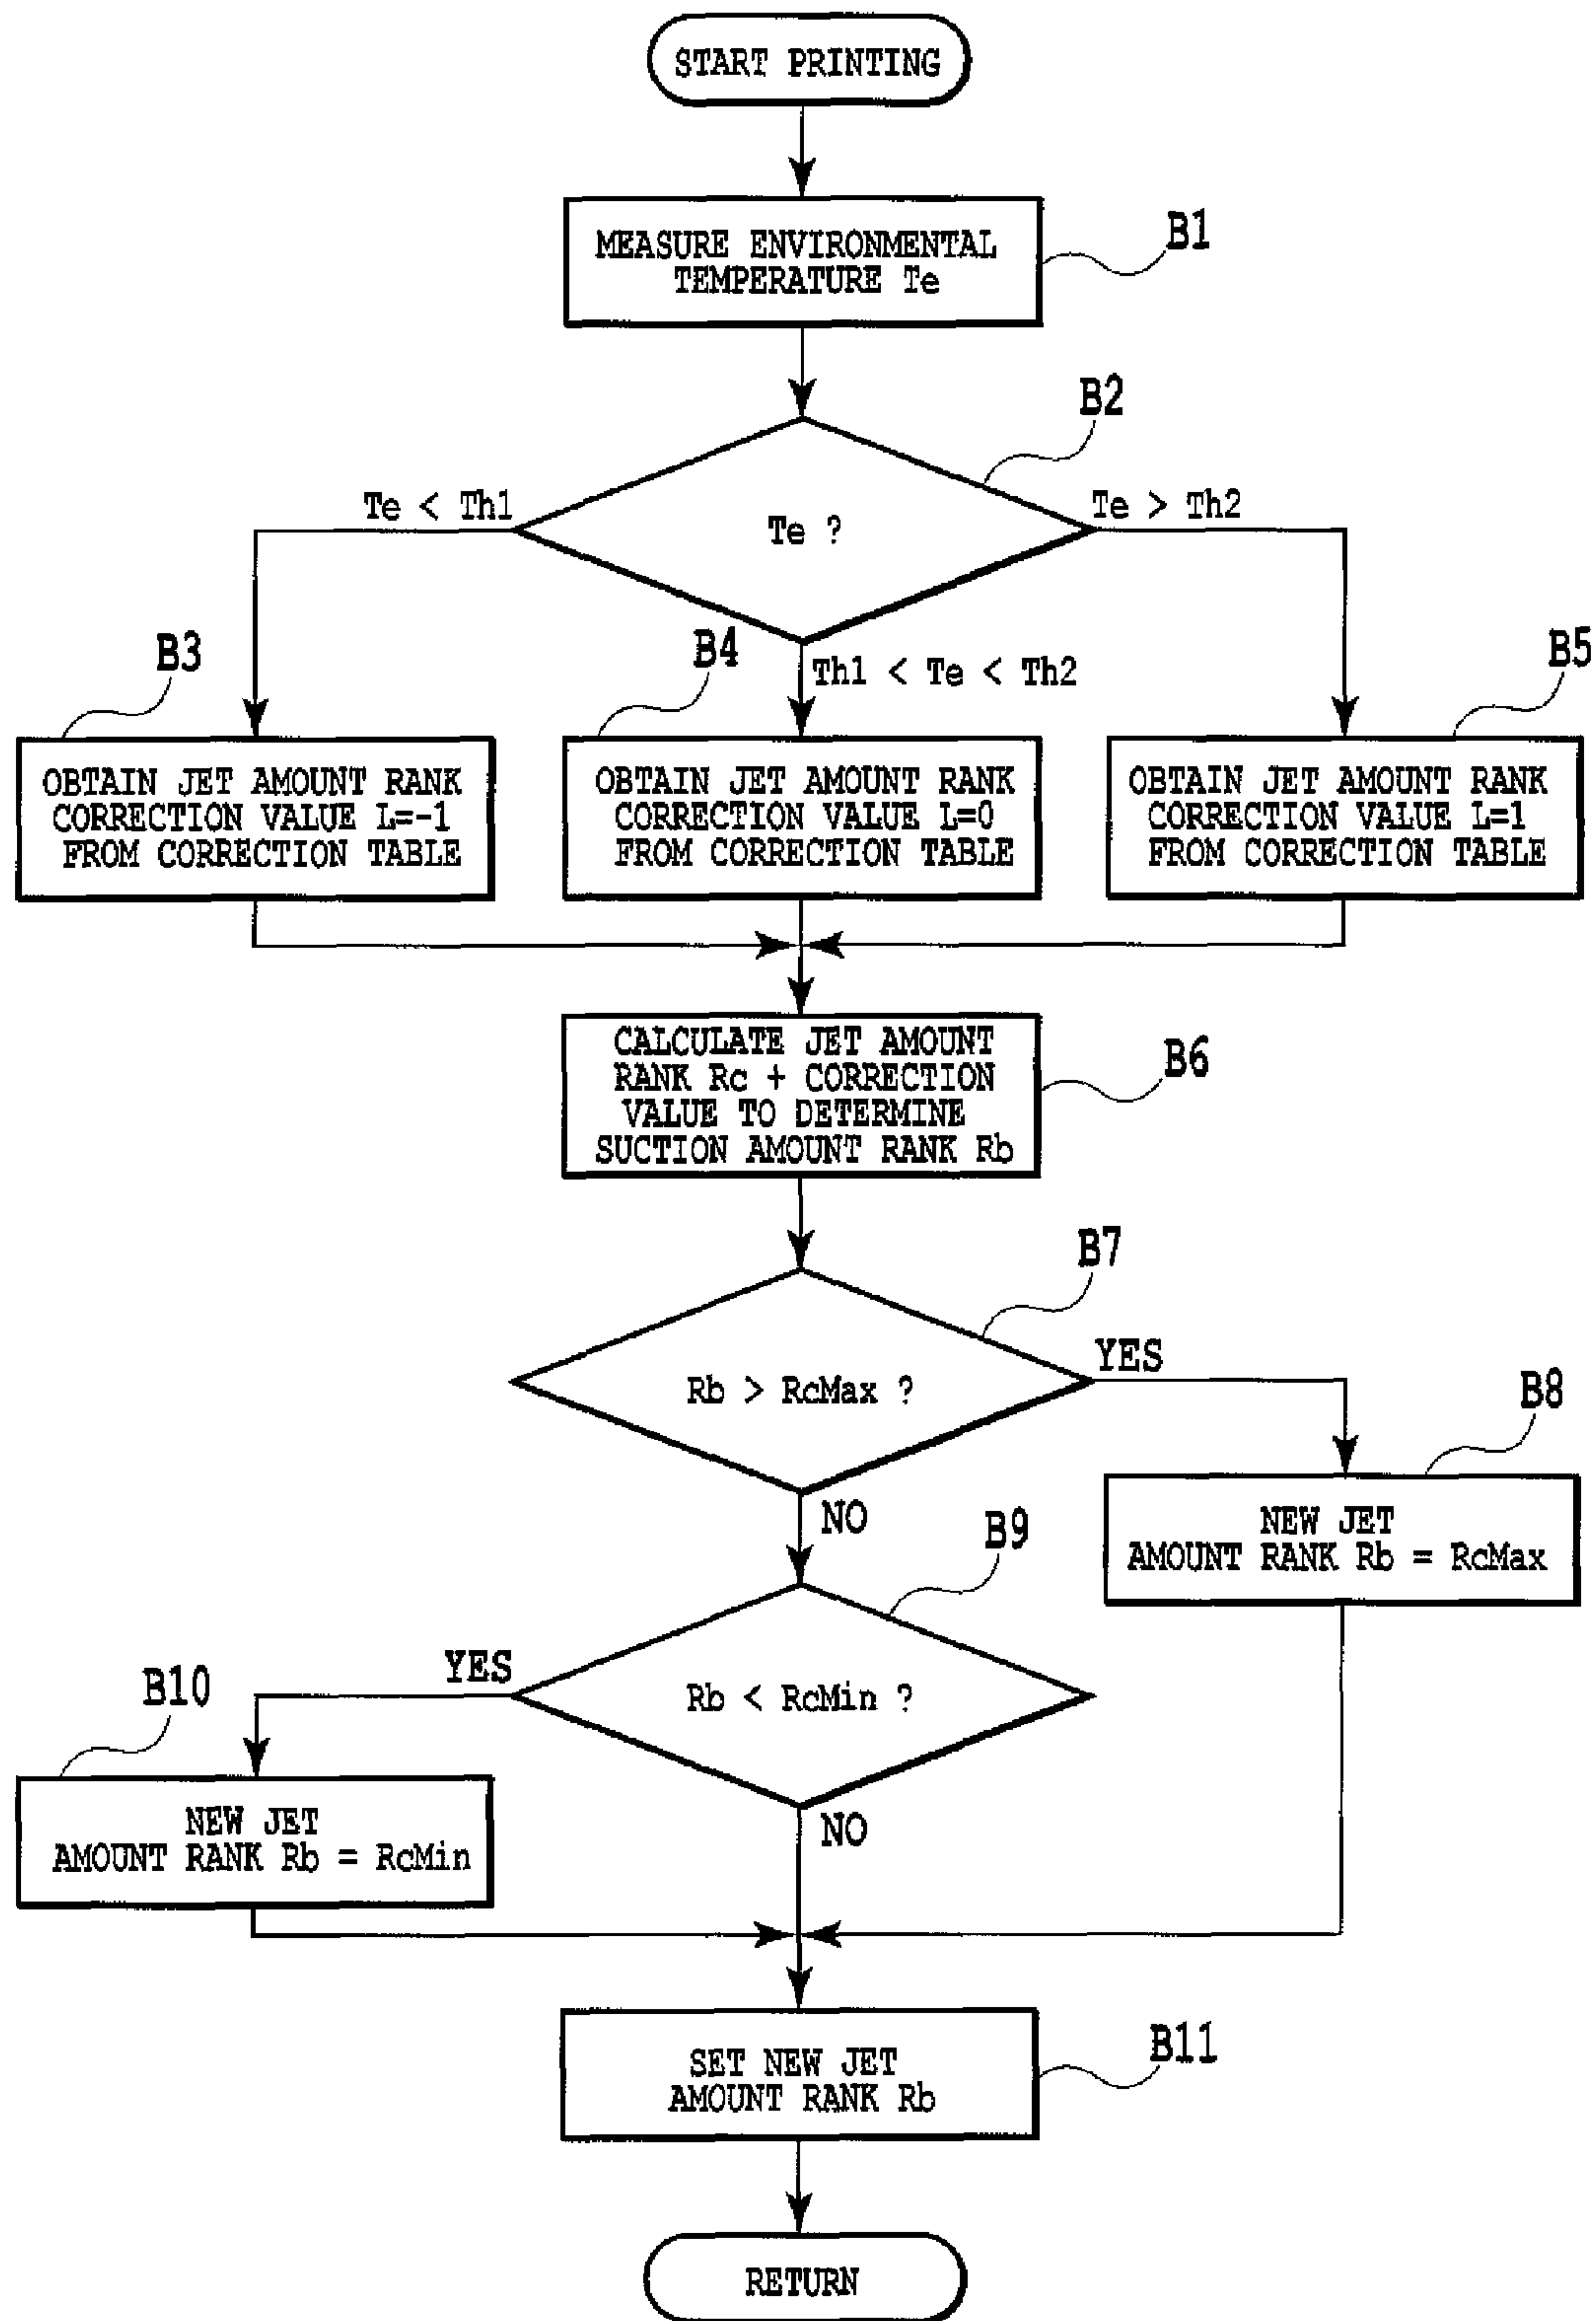 START PRINTING
MEASURE ENVIRONMENTAL
TEMPERATURE Te
B1
B2
Te < Th1
Te ?
Te > Th2
Th1 < Te < Th2
B3
OBTAIN JET AMOUNT RANK
CORRECTION VALUE L=-1
FROM CORRECTION TABLE
B4
OBTAIN JET AMOUNT RANK
CORRECTION VALUE L=0
FROM CORRECTION TABLE
B5
OBTAIN JET AMOUNT RANK
CORRECTION VALUE L=1
FROM CORRECTION TABLE
CALCULATE JET AMOUNT
RANK Rc + CORRECTION
VALUE TO DETERMINE
SUCTION AMOUNT RANK Rb
B6
B7
Rb > RcMax ?
YES
NO
B8
NEW JET
AMOUNT RANK Rb = RcMax
B9
Rb < RcMin ?
YES
NO
B10
NEW JET
AMOUNT RANK Rb = RcMin
SET NEW JET
AMOUNT RANK Rb
B11
RETURN